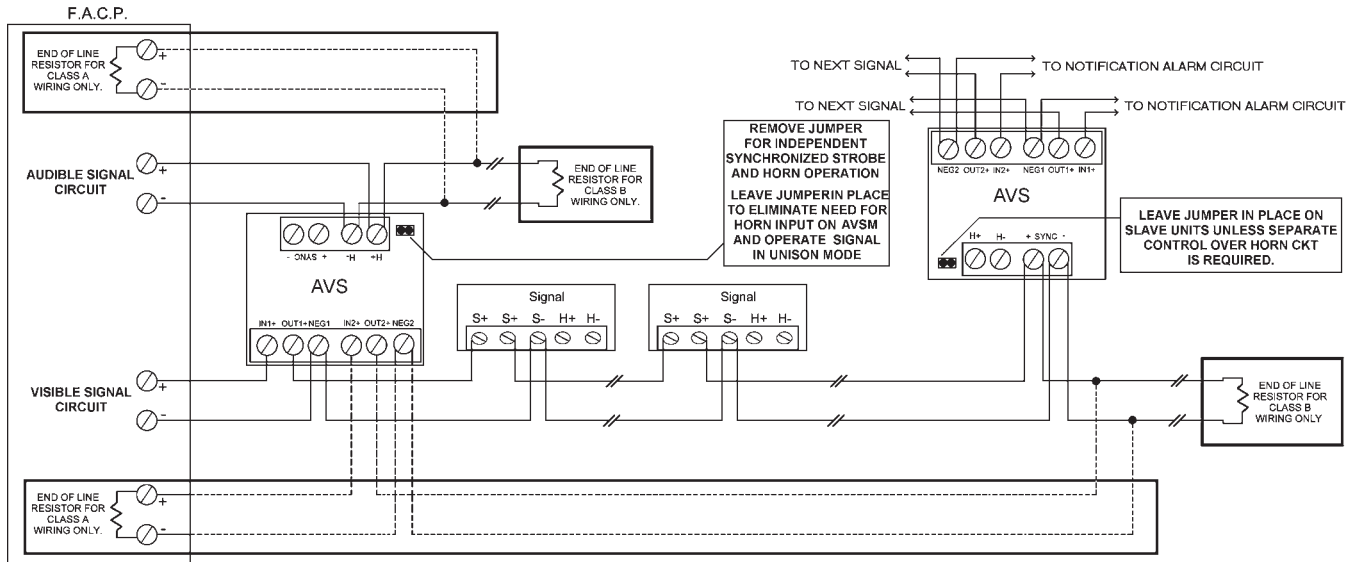 F.A.C.P.
END OF LINE
RESISTOR FOR
CLASS A
WIRING ONLY.
+
-
AUDIBLE SIGNAL
CIRCUIT
+
-
END OF LINE
RESISTOR FOR
CLASS B
WIRING ONLY.
REMOVE JUMPER
FOR INDEPENDENT
SYNCHRONIZED STROBE
AND HORN OPERATION
LEAVE JUMPERIN PLACE
TO ELIMINATE NEED FOR
HORN INPUT ON AVSM
AND OPERATE SIGNAL
IN UNISON MODE
TO NEXT SIGNAL
TO NOTIFICATION ALARM CIRCUIT
TO NEXT SIGNAL
TO NOTIFICATION ALARM CIRCUIT
NEG2 OUT2+ IN2+ NEG1 OUT1+ IN1+
AVS
H+ H- + SYNC -
LEAVE JUMPER IN PLACE ON
SLAVE UNITS UNLESS SEPARATE
CONTROL OVER HORN CKT
IS REQUIRED.
- SYNC + H- H+
AVS
IN1+ OUT1+ NEG1 IN2+ OUT2+ NEG2
Signal
S+ S+ S- H+ H-
Signal
S+ S+ S- H+ H-
VISIBLE SIGNAL
CIRCUIT
+
-
END OF LINE
RESISTOR FOR
CLASS B
WIRING ONLY
END OF LINE
RESISTOR FOR
CLASS A
WIRING ONLY.
+
-